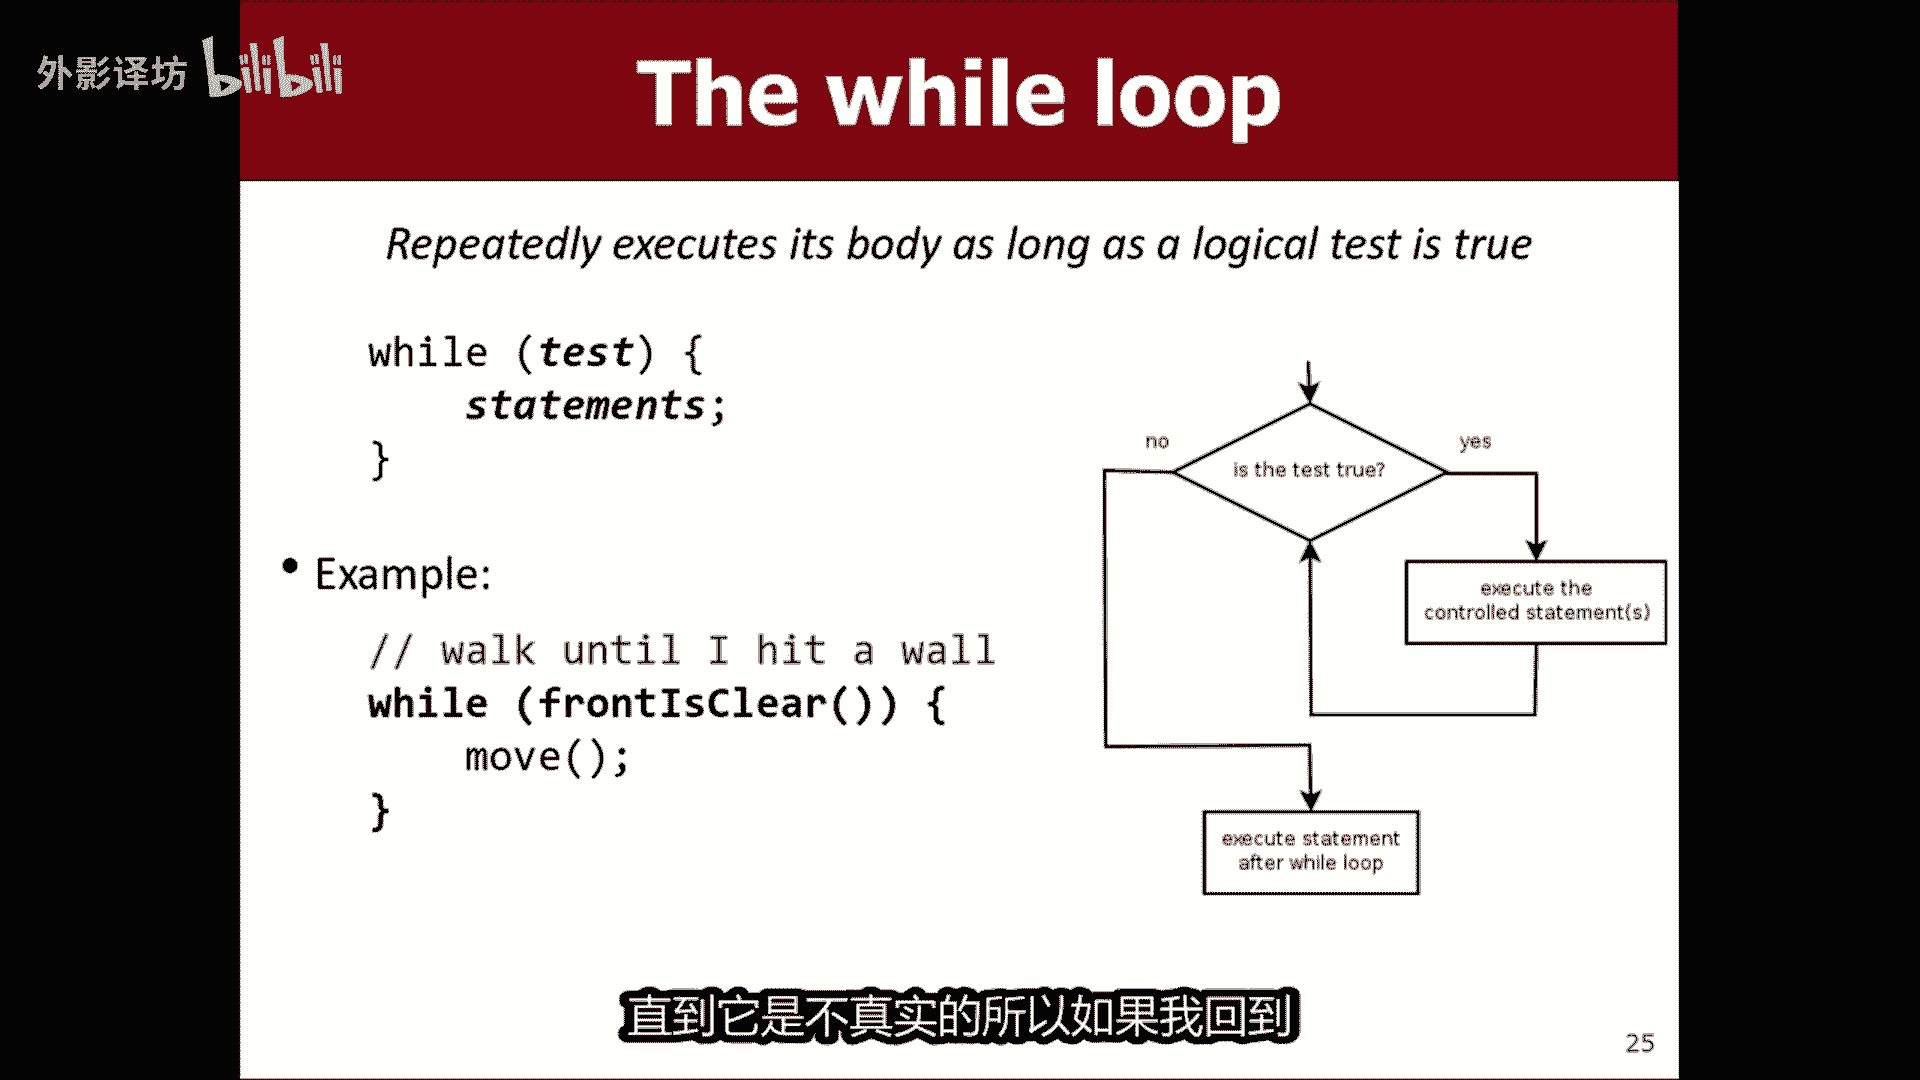 外影译坊 bilibili
The while loop
Repeatedly executes its body as long as a logical test is true
while (test) {
statements;
}
• Example:
// walk until I hit a wall
while (frontIsClear()) {
move();
}
no
yes
is the test true?
execute the
controlled statement(s)
execute statement
after while loop
直到它是不真实的所以如果我回到
25